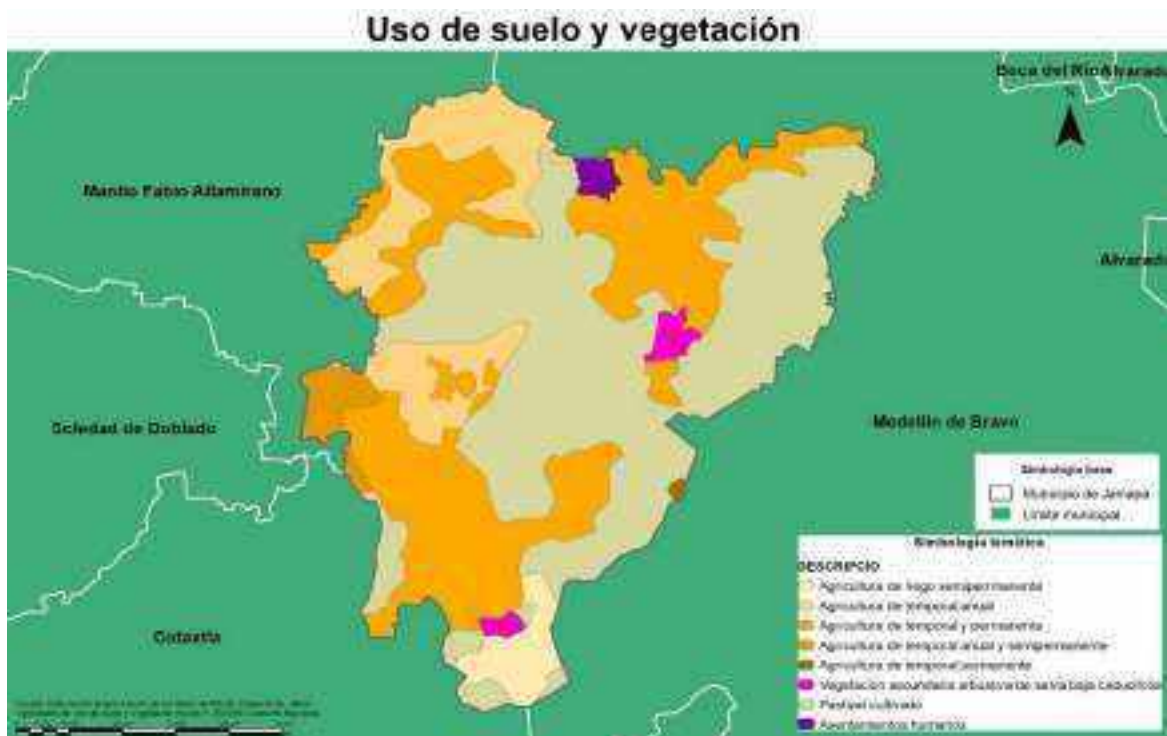 Uso de suelo y vegetación
Boca del Río Alvarado
N
Manlio Fabio Altamirano
Alvarado
Soledad de Doblado
Medellín de Bravo
Cotaxtla
Simbología base
Municipio de Jamapa
Límite municipal
Simbología temática
DESCRIPCIO
Agricultura de riego semipermanente
Agricultura de temporal anual
Agricultura de temporal y permanente
Agricultura de temporal anual y semipermanente
Agricultura de temporal permanente
Vegetación secundaria arbustiva de selva baja caducifolia
Pastizal cultivado
Asentamientos humanos